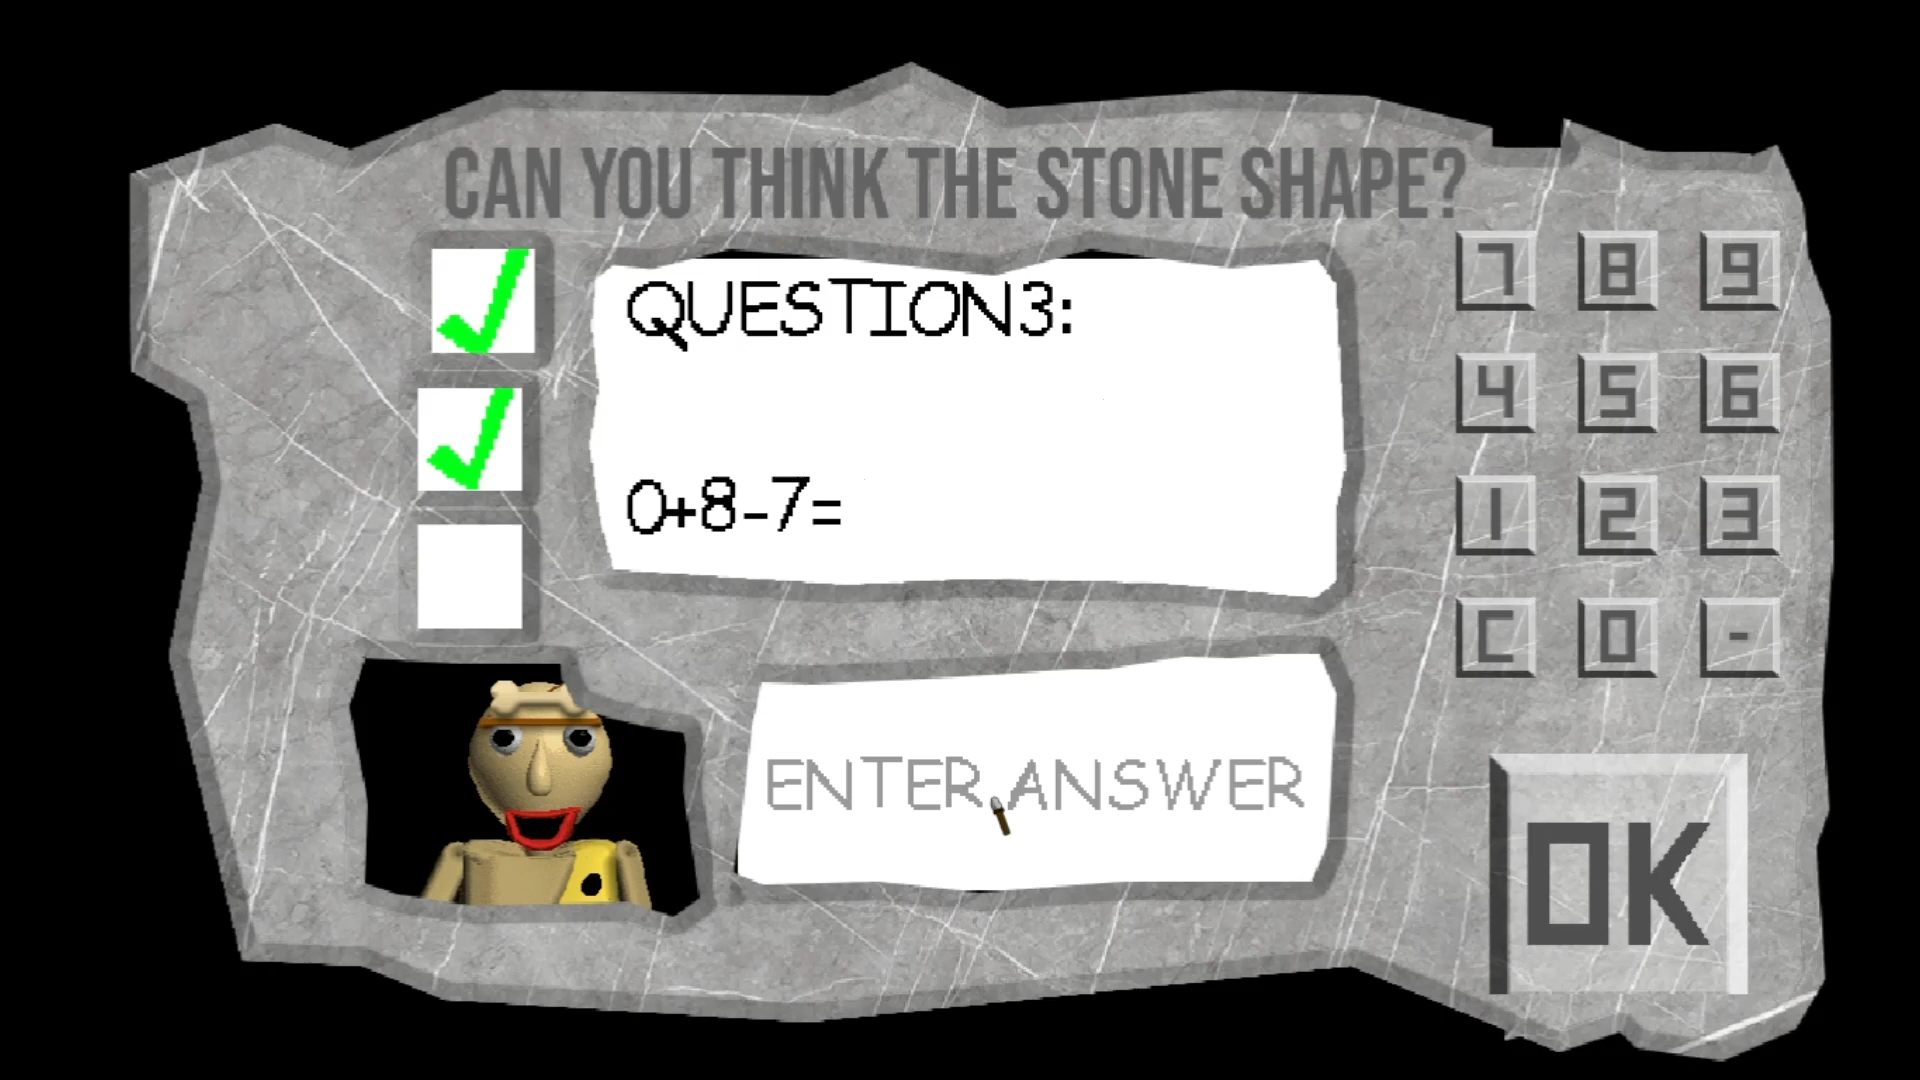 CAN YOU THINK THE STONE SHAPE?
QUESTION3:
0+8-7=
ENTER ANSWER
7 8 9
4 5 6
1 2 3
C 0 -
OK